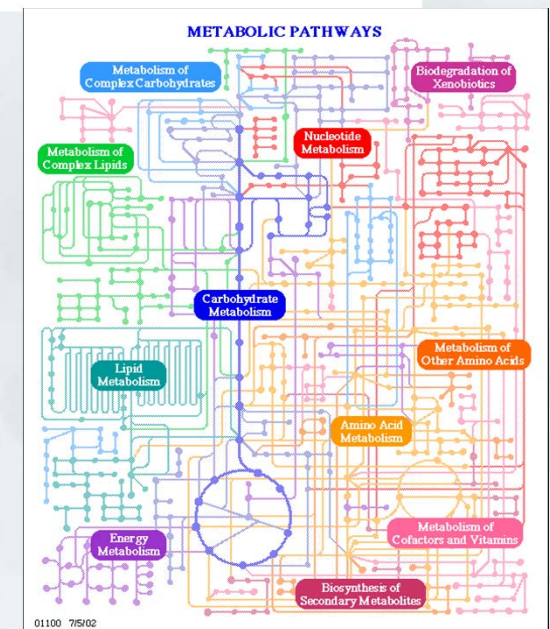 METABOLIC PATHWAYS
Metabolism of
Complex Carbohydrates
Biodegradation of
Xenobiotics
Nucleotide
Metabolism
Metabolism of
Complex Lipids
Carbohydrate
Metabolism
Metabolism of
Other Amino Acids
Lipid
Metabolism
Amino Acid
Metabolism
Metabolism of
Cofactors and Vitamins
Energy
Metabolism
Biosynthesis of
Secondary Metabolites
01100 7/5/02